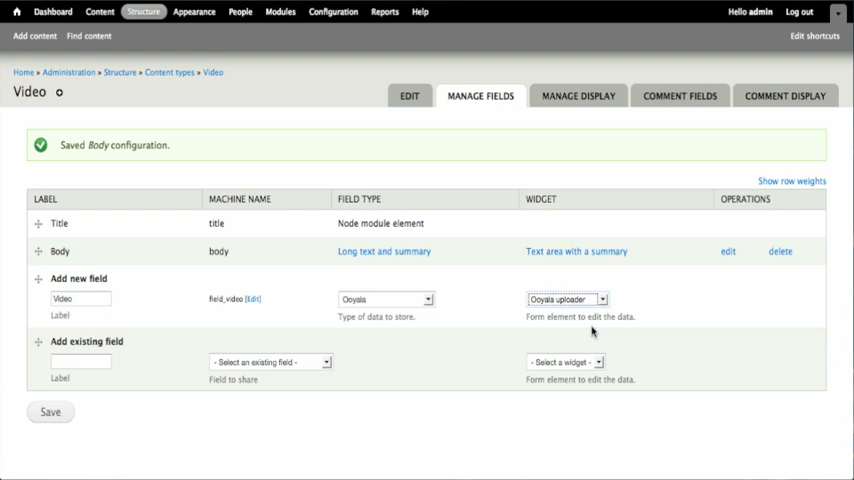 Dashboard Content Structure Appearance People Modules Configuration Reports Help Hello admin Log out
Add content Find content Edit shortcuts
Home » Administration » Structure » Content types » Video
Video EDIT MANAGE FIELDS MANAGE DISPLAY COMMENT FIELDS COMMENT DISPLAY
Saved Body configuration.
Show row weights
LABEL MACHINE NAME FIELD TYPE WIDGET OPERATIONS
Title title Node module element
Body body Long text and summary Text area with a summary edit delete
Add new field
Video field_video [Edit] Ooyala Ooyala uploader
Label Type of data to store. Form element to edit the data.
Add existing field
- Select an existing field - - Select a widget -
Label Field to share Form element to edit the data.
Save